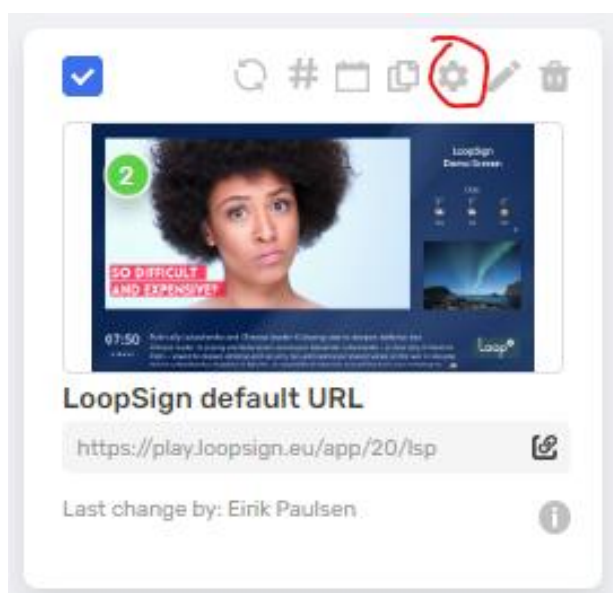 #
2
LoopSign
Demo Screen
SO DIFFICULT
AND EXPENSIVE?
07:50
Loop
LoopSign default URL
https://play.loopsign.eu/app/20/lsp
Last change by: Eirik Paulsen